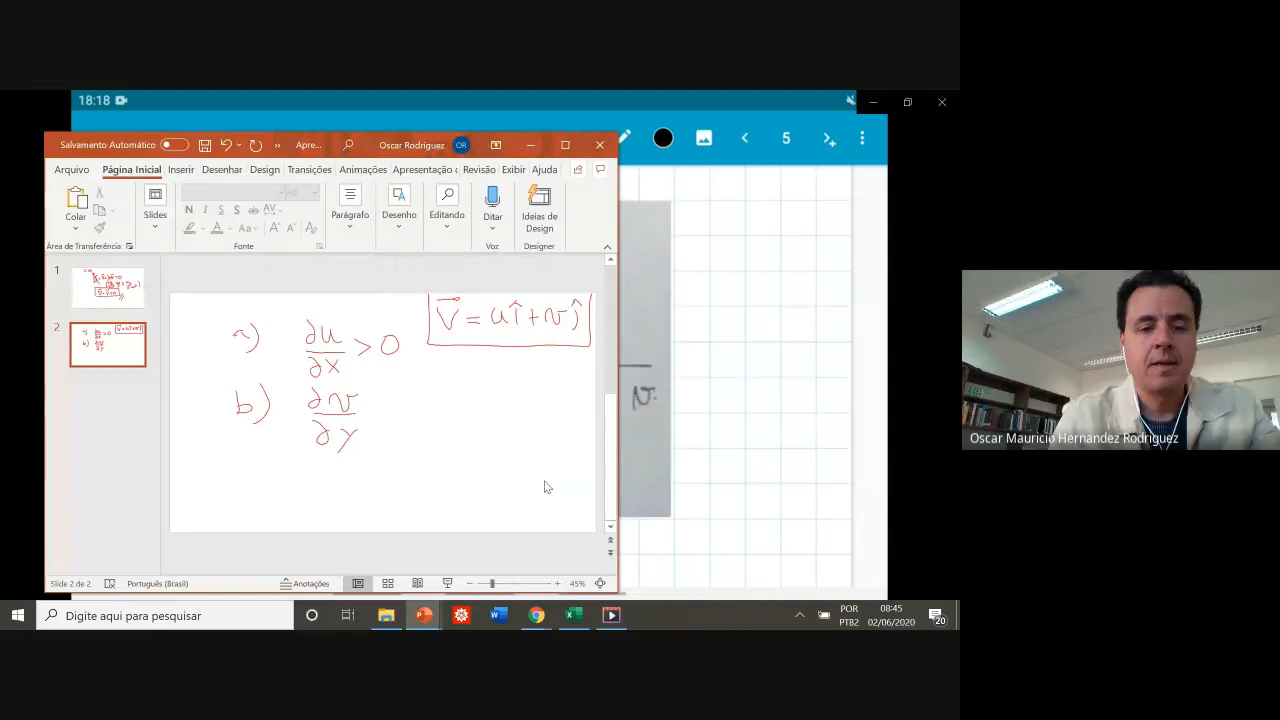 18:18
5
Salvamento Automático
Apre...
Oscar Rodriguez
OR
Arquivo
Página Inicial
Inserir
Desenhar
Design
Transições
Animações
Apresentação
Revisão
Exibir
Ajuda
Colar
Slides
N I S S ab AV
Aa
A A
Parágrafo
Desenho
Editando
Ditar
Ideias de
Design
Área de Transferência
Fonte
Voz
Designer
1
2
a) ∂u/∂x > 0
V⃗ = uî + vĵ
b) ∂v/∂y
v.
Oscar Mauricio Hernandez Rodriguez
Slide 2 de 2
Português (Brasil)
Anotações
45%
Digite aqui para pesquisar
POR
PTB2
08:45
02/06/2020
20